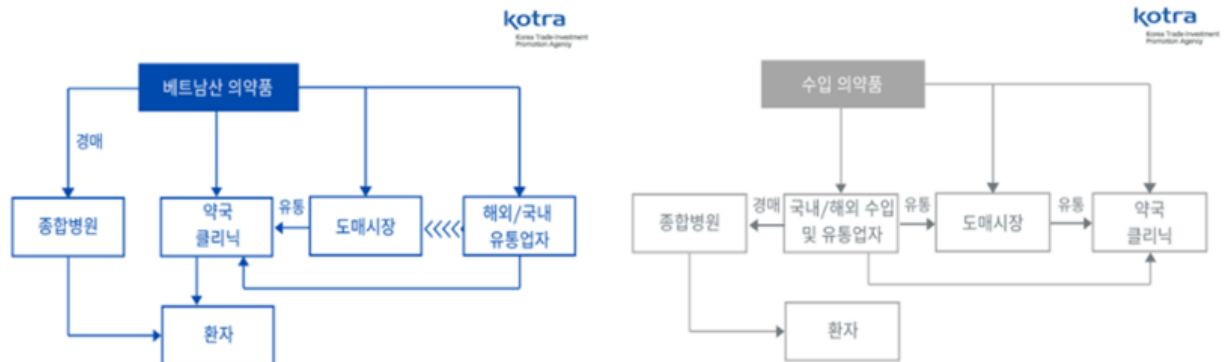 kotra
Korea Trade-Investment
Promotion Agency
베트남산 의약품
경매
종합병원
약국
클리닉
유통
도매시장
해외/국내
유통업자
환자
kotra
Korea Trade-Investment
Promotion Agency
수입 의약품
종합병원
경매
국내/해외 수입
및 유통업자
유통
도매시장
유통
약국
클리닉
환자